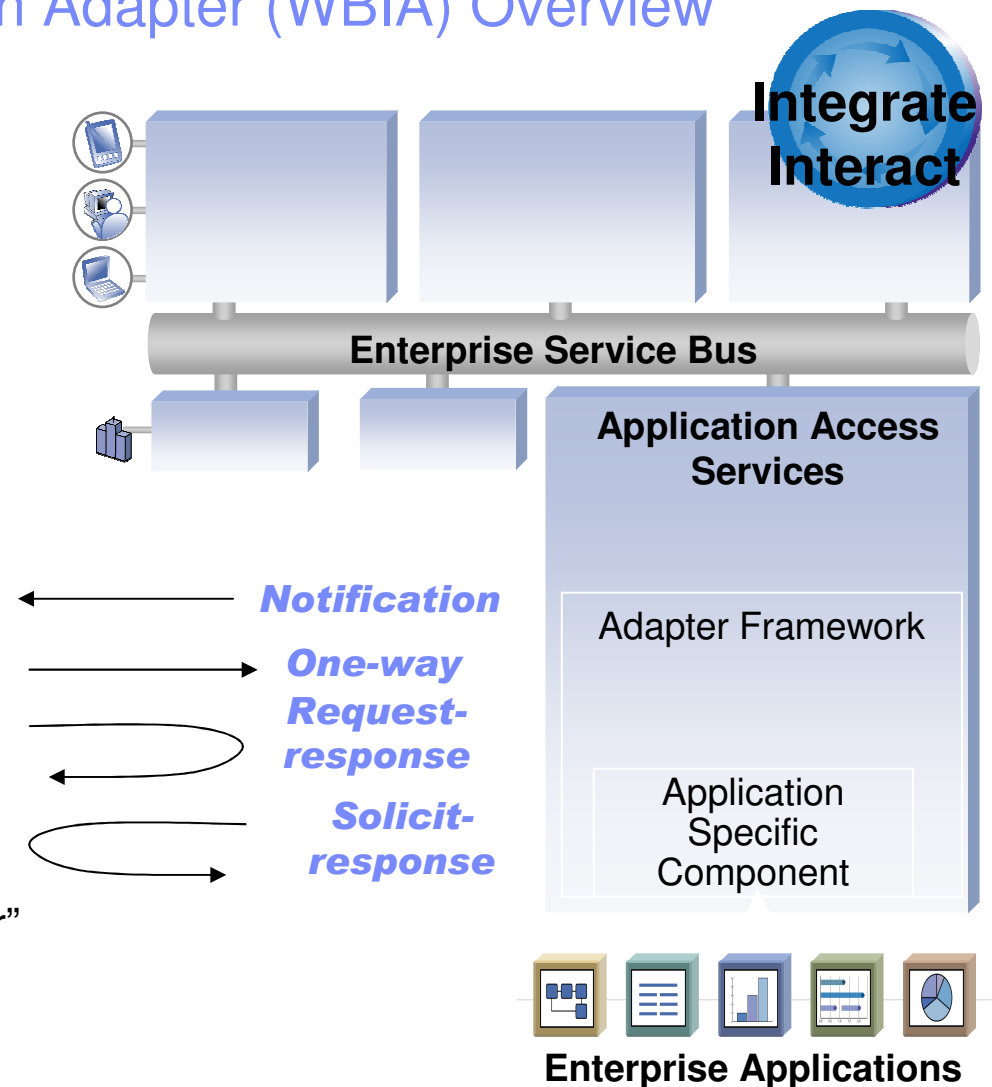 n Adapter (WBIA) Overview
Integrate
Interact
Enterprise Service Bus
Application Access
Services
Notification
One-way
Request-
response
Solicit-
response
Adapter Framework
Application
Specific
Component
r”
Enterprise Applications